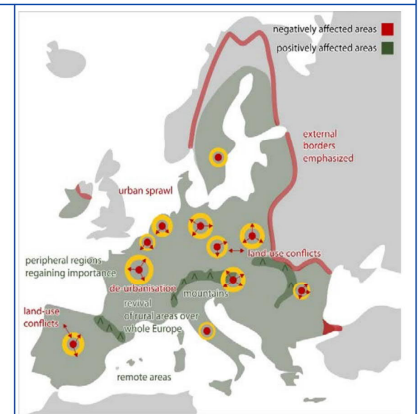 negatively affected areas
positively affected areas
external
borders
emphasized
urban sprawl
land-use conflicts
peripheral regions
regaining importance
de-urbanisation
revival
of rural areas over
whole Europe
mountains
land-use
conflicts
remote areas